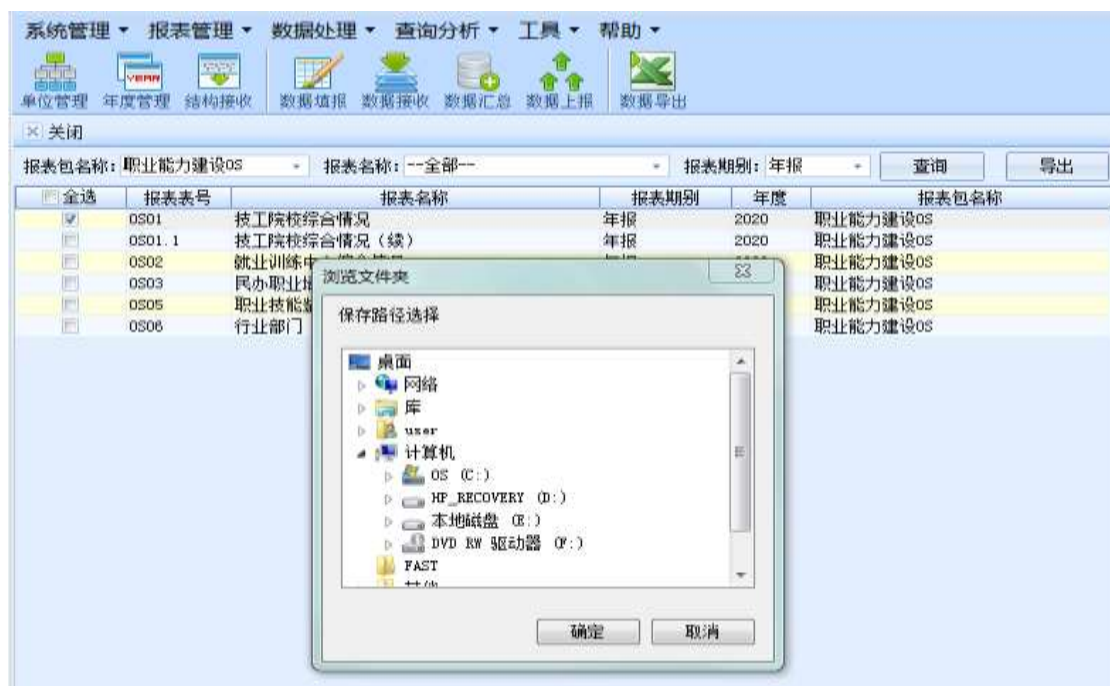 系统管理 报表管理 数据处理 查询分析 工具 帮助
YEAR
单位管理 年度管理 结构接收 数据填报 数据接收 数据汇总 数据上报 数据导出
关闭
报表包名称: 职业能力建设OS 报表名称: --全部-- 报表期别: 年报 查询 导出
全选 报表表号 报表名称 报表期别 年度 报表包名称
OS01 技工院校综合情况 年报 2020 职业能力建设OS
OS01.1 技工院校综合情况（续） 年报 2020 职业能力建设OS
OS02 就业训练 职业能力建设OS
OS03 民办职业 职业能力建设OS
OS05 职业技能 职业能力建设OS
OS06 行业部门 职业能力建设OS
浏览文件夹
保存路径选择
桌面
网络
库
user
计算机
OS (C:)
HP_RECOVERY (D:)
本地磁盘 (E:)
DVD RW 驱动器 (F:)
FAST
确定 取消